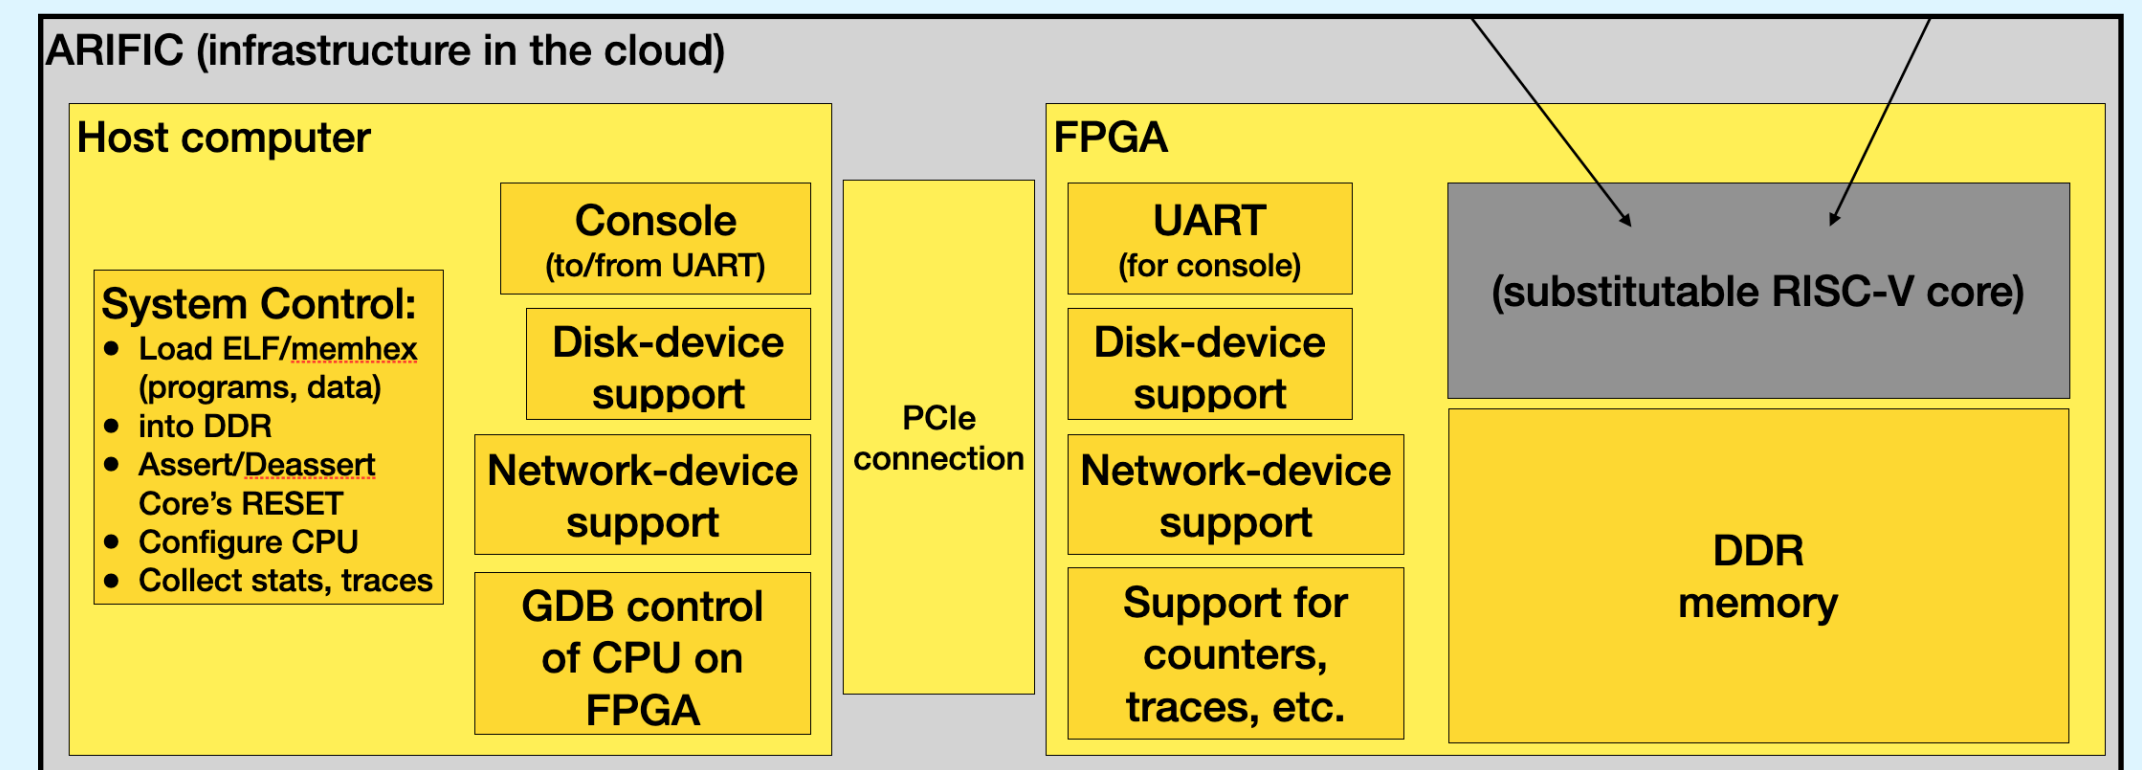 ARIFIC (infrastructure in the cloud)
Host computer
System Control:
• Load ELF/memhex
(programs, data)
• into DDR
• Assert/Deassert
Core's RESET
• Configure CPU
• Collect stats, traces
Console
(to/from UART)
Disk-device
support
Network-device
support
GDB control
of CPU on
FPGA
PCIe
connection
FPGA
UART
(for console)
Disk-device
support
Network-device
support
Support for
counters,
traces, etc.
(substitutable RISC-V core)
DDR
memory